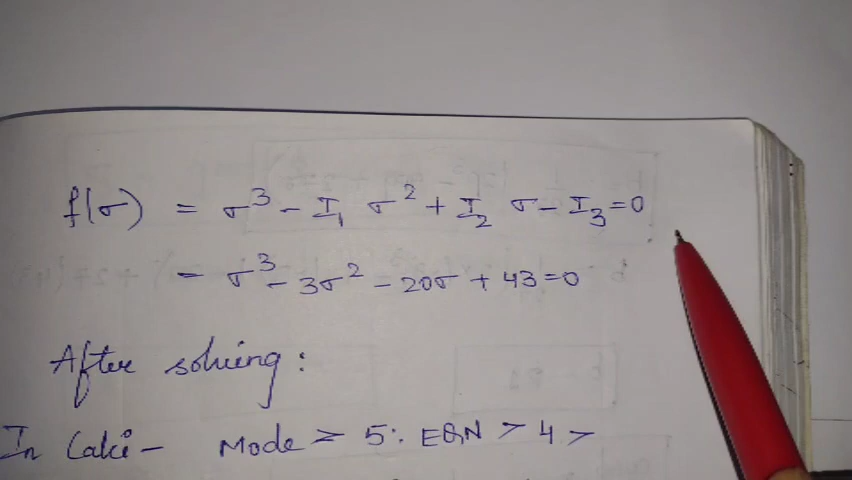 f(σ) = σ³ - I₁ σ² + I₂ σ - I₃ = 0
= σ³ - 3σ² - 20σ + 43 = 0
After solving :
In Calci - Mode > 5: EQN > 4 >